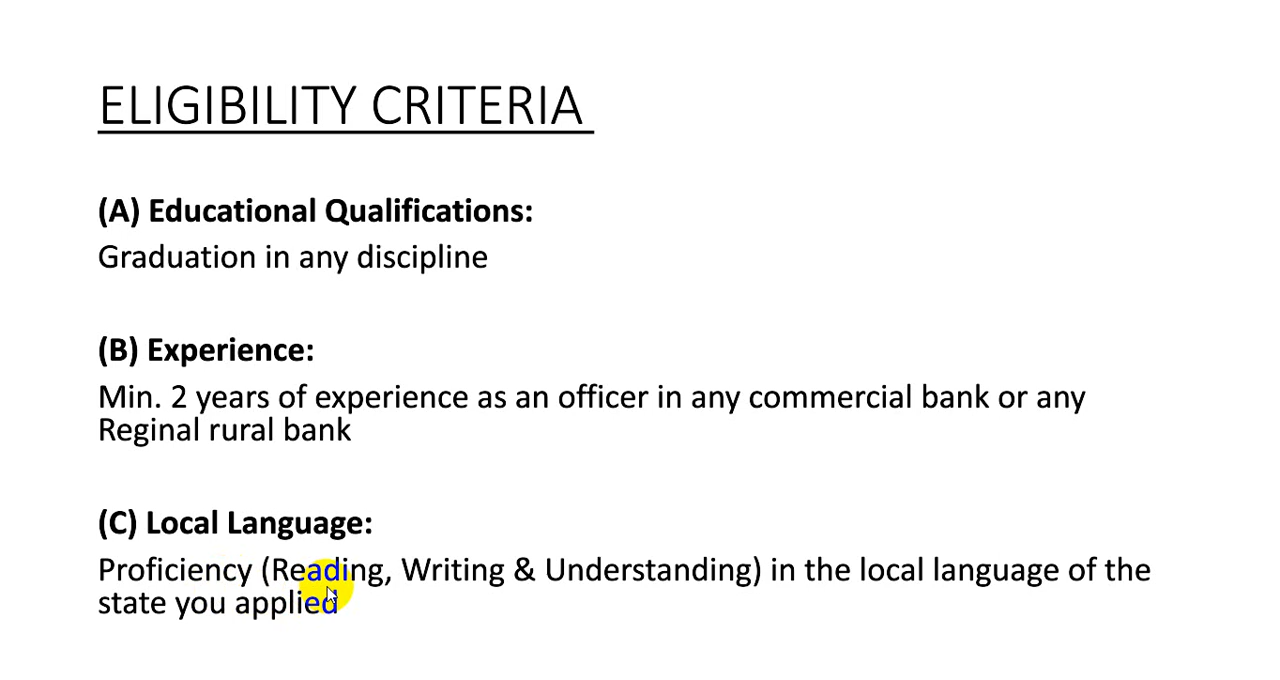 ELIGIBILITY CRITERIA
(A) Educational Qualifications:
Graduation in any discipline
(B) Experience:
Min. 2 years of experience as an officer in any commercial bank or any
Reginal rural bank
(C) Local Language:
Proficiency (Reading, Writing & Understanding) in the local language of the
state you applied